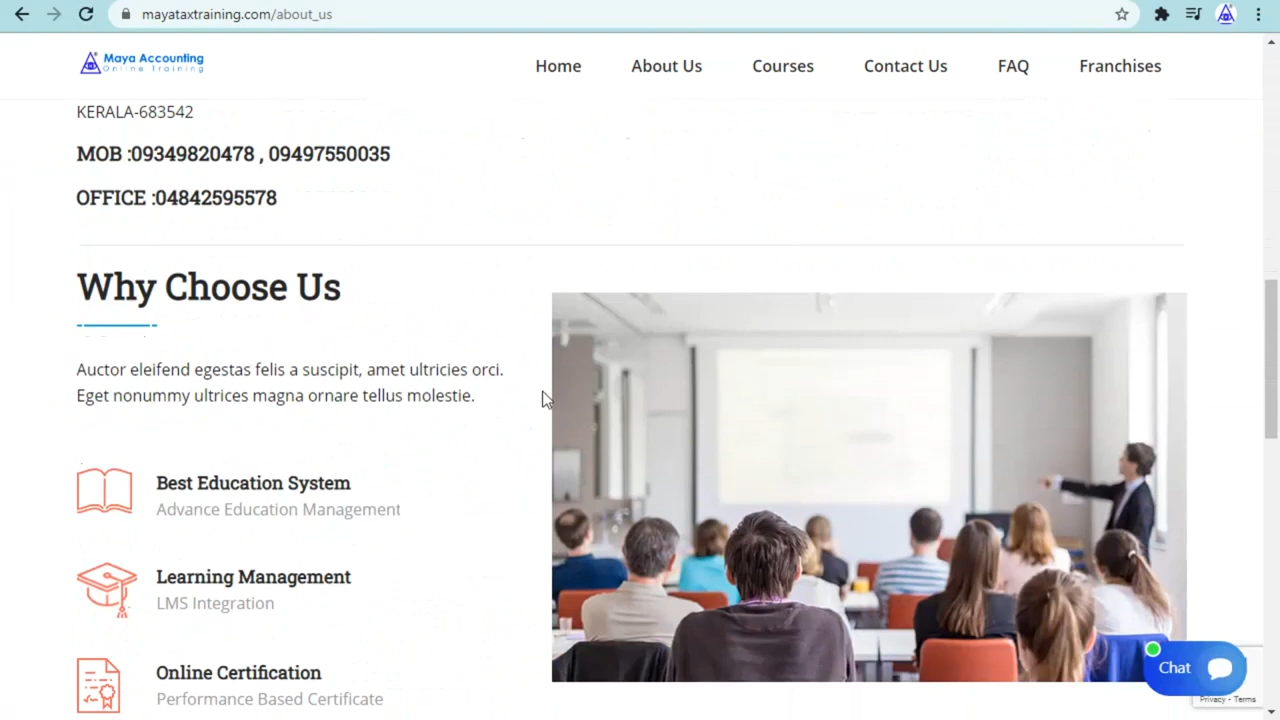 mayataxtraining.com/about_us
Maya Accounting
Online Training
Home
About Us
Courses
Contact Us
FAQ
Franchises
KERALA-683542
MOB :09349820478 , 09497550035
OFFICE :04842595578
Why Choose Us
Auctor eleifend egestas felis a suscipit, amet ultricies orci.
Eget nonummy ultrices magna ornare tellus molestie.
Best Education System
Advance Education Management
Learning Management
LMS Integration
Online Certification
Performance Based Certificate
Chat
Privacy - Terms